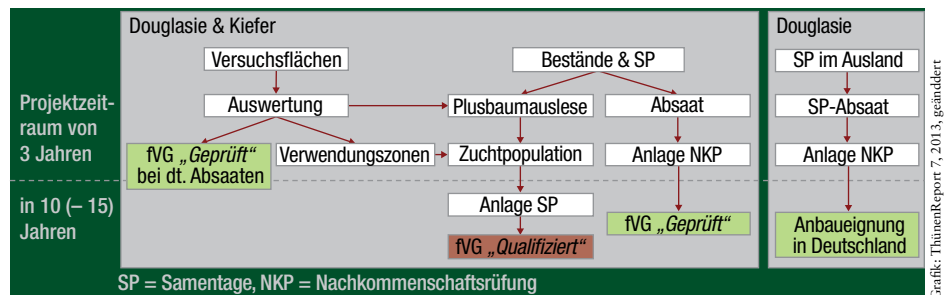 Douglasie & Kiefer
Versuchsflächen
Bestände & SP
Auswertung
Plusbaumauslese
Absaat
fVG „Geprüft“
bei dt. Absaaten
Verwendungszonen
Zuchtpopulation
Anlage NKP
Anlage SP
fVG „Geprüft“
fVG „Qualifiziert“
Douglasie
SP im Ausland
SP-Absaat
Anlage NKP
Anbaueignung
in Deutschland
Projektzeit-
raum von
3 Jahren
in 10 (– 15)
Jahren
SP = Samentage, NKP = Nachkommenschaftsrüfung
Grafik: ThünenReport 7, 2013, geänddert